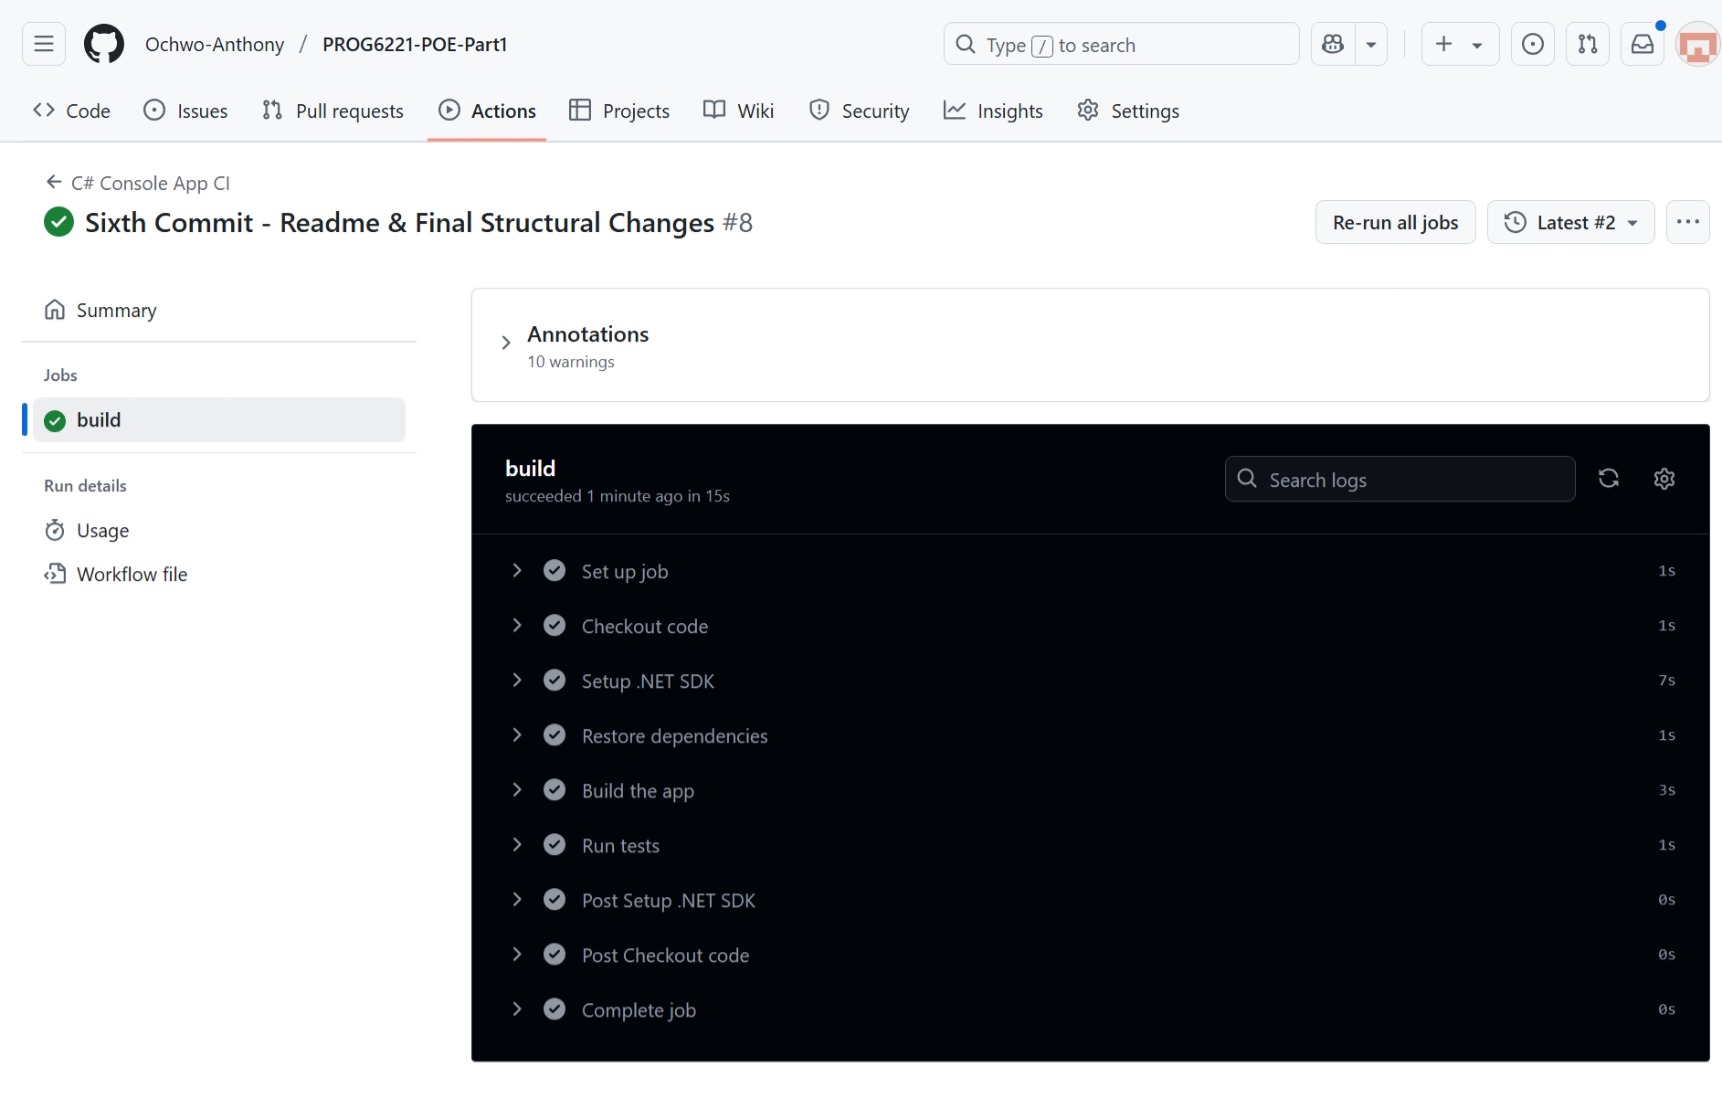 Ochwo-Anthony / PROG6221-POE-Part1
Type / to search
Code
Issues
Pull requests
Actions
Projects
Wiki
Security
Insights
Settings
C# Console App CI
Sixth Commit - Readme & Final Structural Changes #8
Re-run all jobs
Latest #2
Summary
Jobs
build
Run details
Usage
Workflow file
Annotations
10 warnings
build
succeeded 1 minute ago in 15s
Search logs
Set up job 1s
Checkout code 1s
Setup .NET SDK 7s
Restore dependencies 1s
Build the app 3s
Run tests 1s
Post Setup .NET SDK 0s
Post Checkout code 0s
Complete job 0s